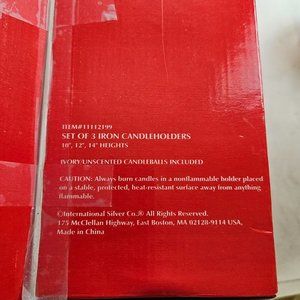 ITEM#11112199
SET OF 3 IRON CANDLEHOLDERS
10", 12", 14" HEIGHTS
IVORY UNSCENTED CANDLEBALLS INCLUDED
CAUTION: Always burn candles in a nonflammable holder placed
on a stable, protected, heat-resistant surface away from anything
flammable.
©International Silver Co.® All Rights Reserved.
175 McClellan Highway, East Boston, MA 02128-9114 USA,
Made in China